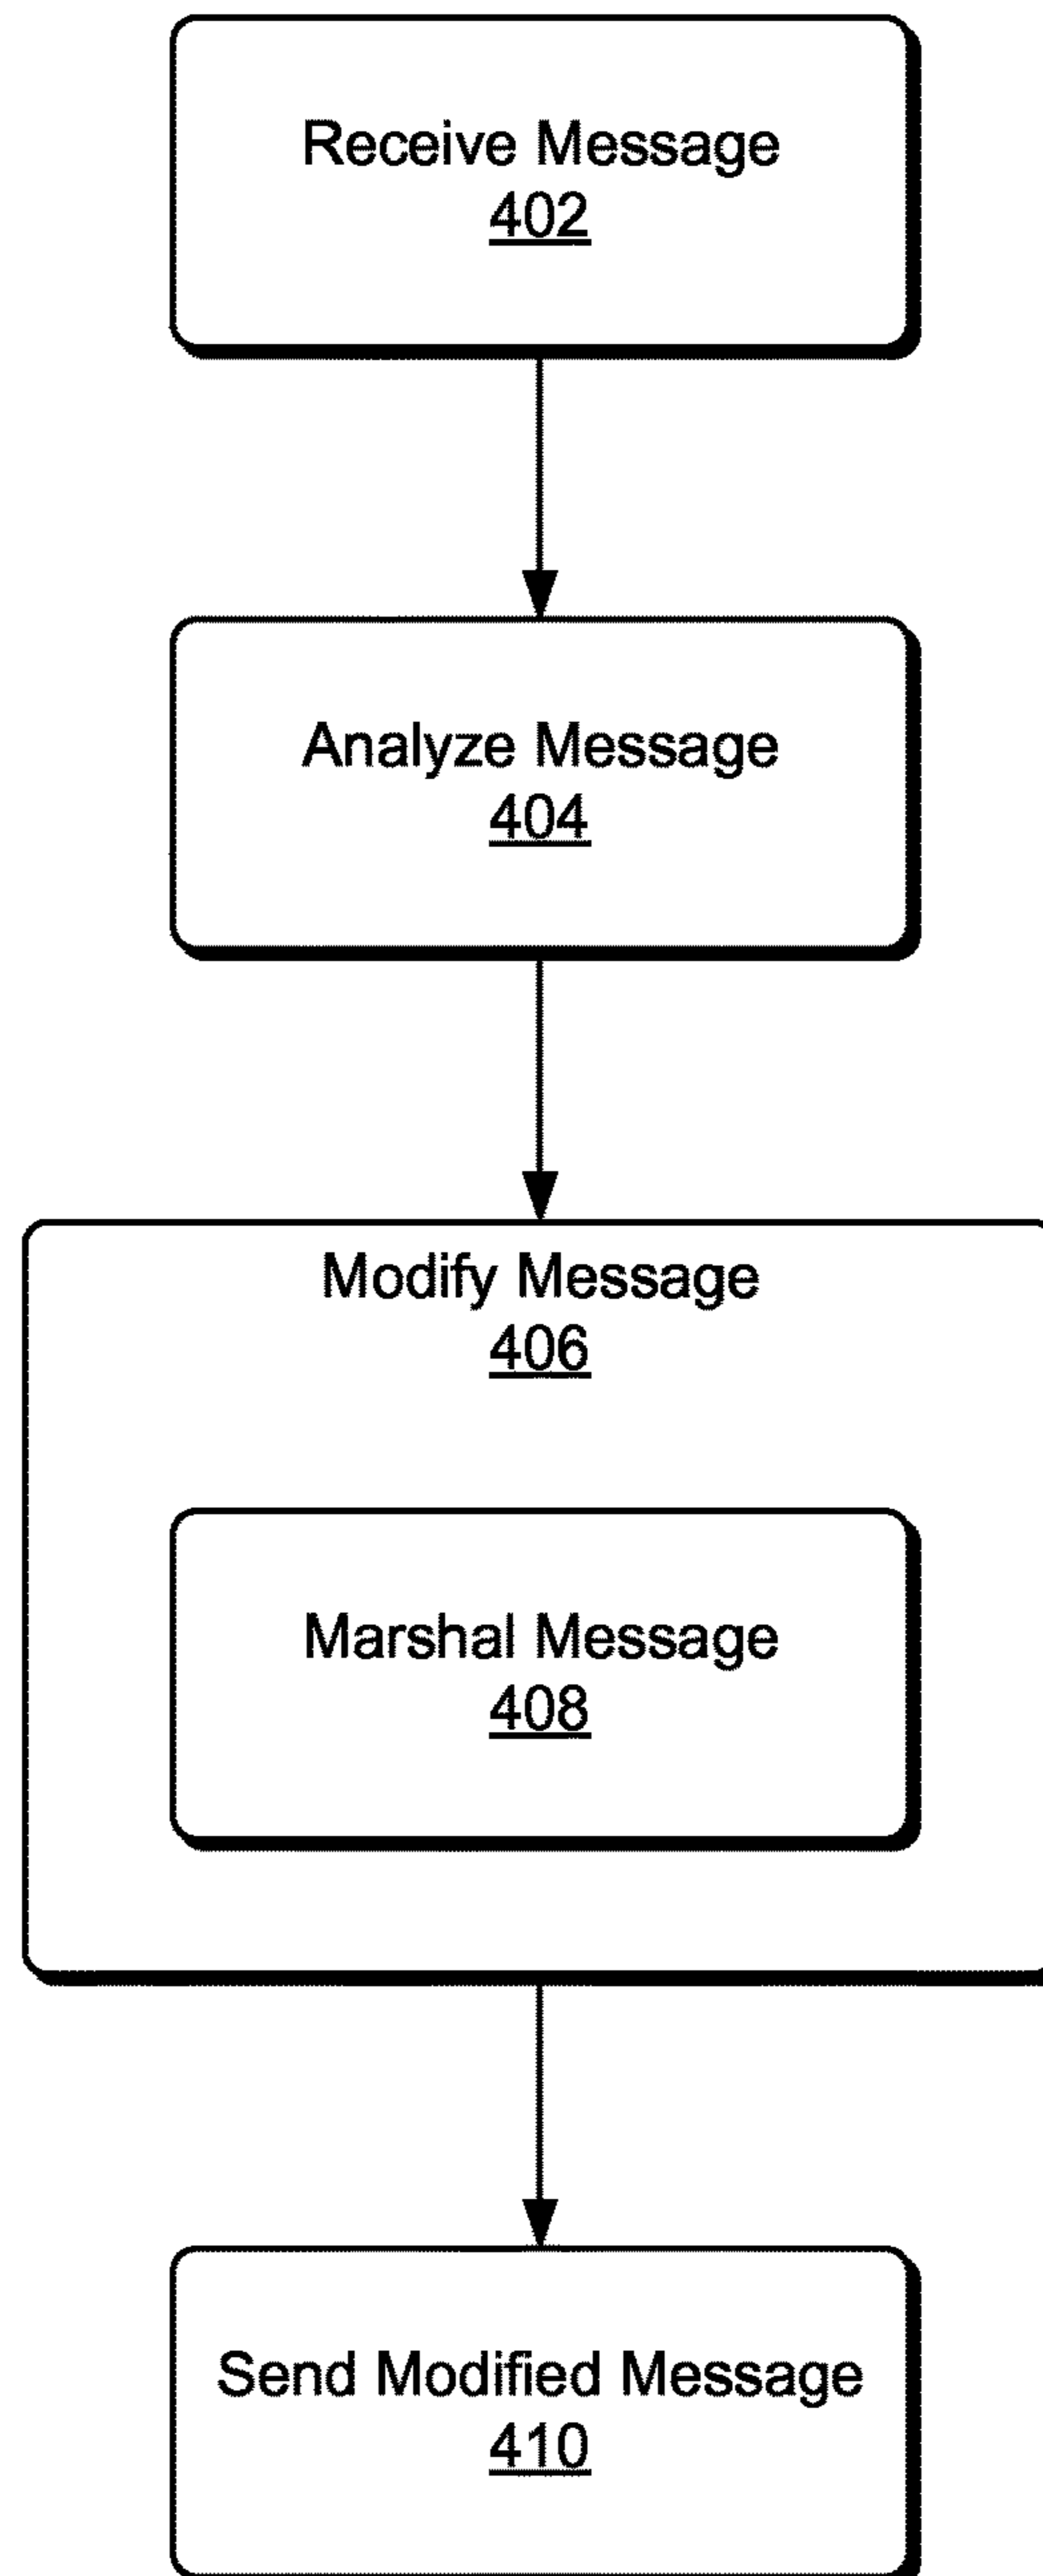 Receive Message
402
Analyze Message
404
Modify Message
406
Marshal Message
408
Send Modified Message
410